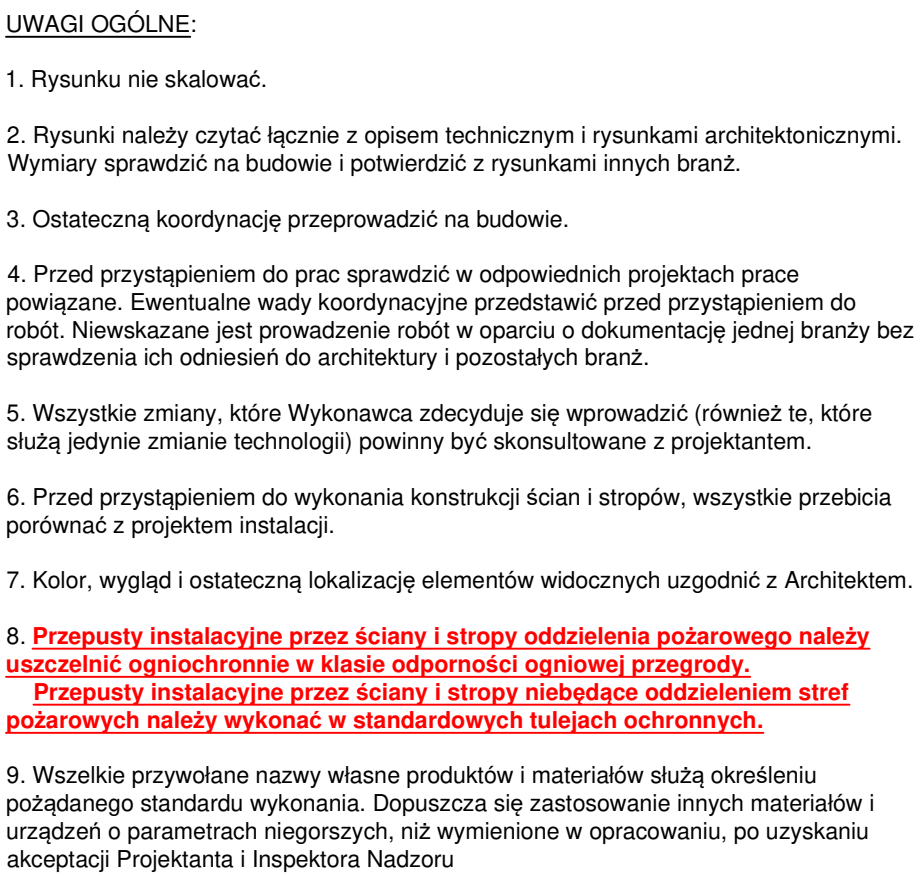 UWAGI OGÓLNE:
1. Rysunku nie skalować.
2. Rysunki należy czytać łącznie z opisem technicznym i rysunkami architektonicznymi.
Wymiary sprawdzić na budowie i potwierdzić z rysunkami innych branż.
3. Ostateczną koordynację przeprowadzić na budowie.
4. Przed przystąpieniem do prac sprawdzić w odpowiednich projektach prace
powiązane. Ewentualne wady koordynacyjne przedstawić przed przystąpieniem do
robót. Niewskazane jest prowadzenie robót w oparciu o dokumentację jednej branży bez
sprawdzenia ich odniesień do architektury i pozostałych branż.
5. Wszystkie zmiany, które Wykonawca zdecyduje się wprowadzić (również te, które
służą jedynie zmianie technologii) powinny być skonsultowane z projektantem.
6. Przed przystąpieniem do wykonania konstrukcji ścian i stropów, wszystkie przebicia
porównać z projektem instalacji.
7. Kolor, wygląd i ostateczną lokalizację elementów widocznych uzgodnić z Architektem.
8. Przepusty instalacyjne przez ściany i stropy oddzielenia pożarowego należy
uszczelnić ogniochronnie w klasie odporności ogniowej przegrody.
Przepusty instalacyjne przez ściany i stropy niebędące oddzieleniem stref
pożarowych należy wykonać w standardowych tulejach ochronnych.
9. Wszelkie przywołane nazwy własne produktów i materiałów służą określeniu
pożądanego standardu wykonania. Dopuszcza się zastosowanie innych materiałów i
urządzeń o parametrach niegorszych, niż wymienione w opracowaniu, po uzyskaniu
akceptacji Projektanta i Inspektora Nadzoru